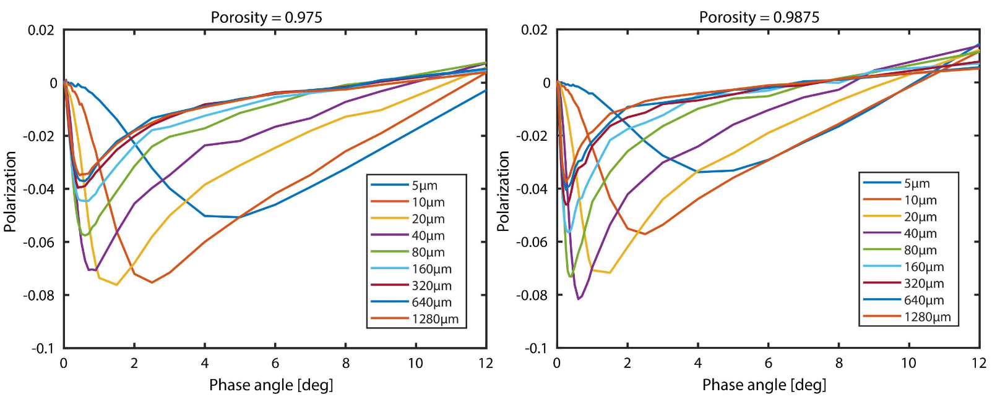 Porosity = 0.975
0.02
0
-0.02
-0.04
-0.06
-0.08
-0.1
Polarization
0 2 4 6 8 10 12
Phase angle [deg]
5μm
10μm
20μm
40μm
80μm
160μm
320μm
640μm
1280μm
Porosity = 0.9875
0.02
0
-0.02
-0.04
-0.06
-0.08
-0.1
Polarization
0 2 4 6 8 10 12
Phase angle [deg]
5μm
10μm
20μm
40μm
80μm
160μm
320μm
640μm
1280μm